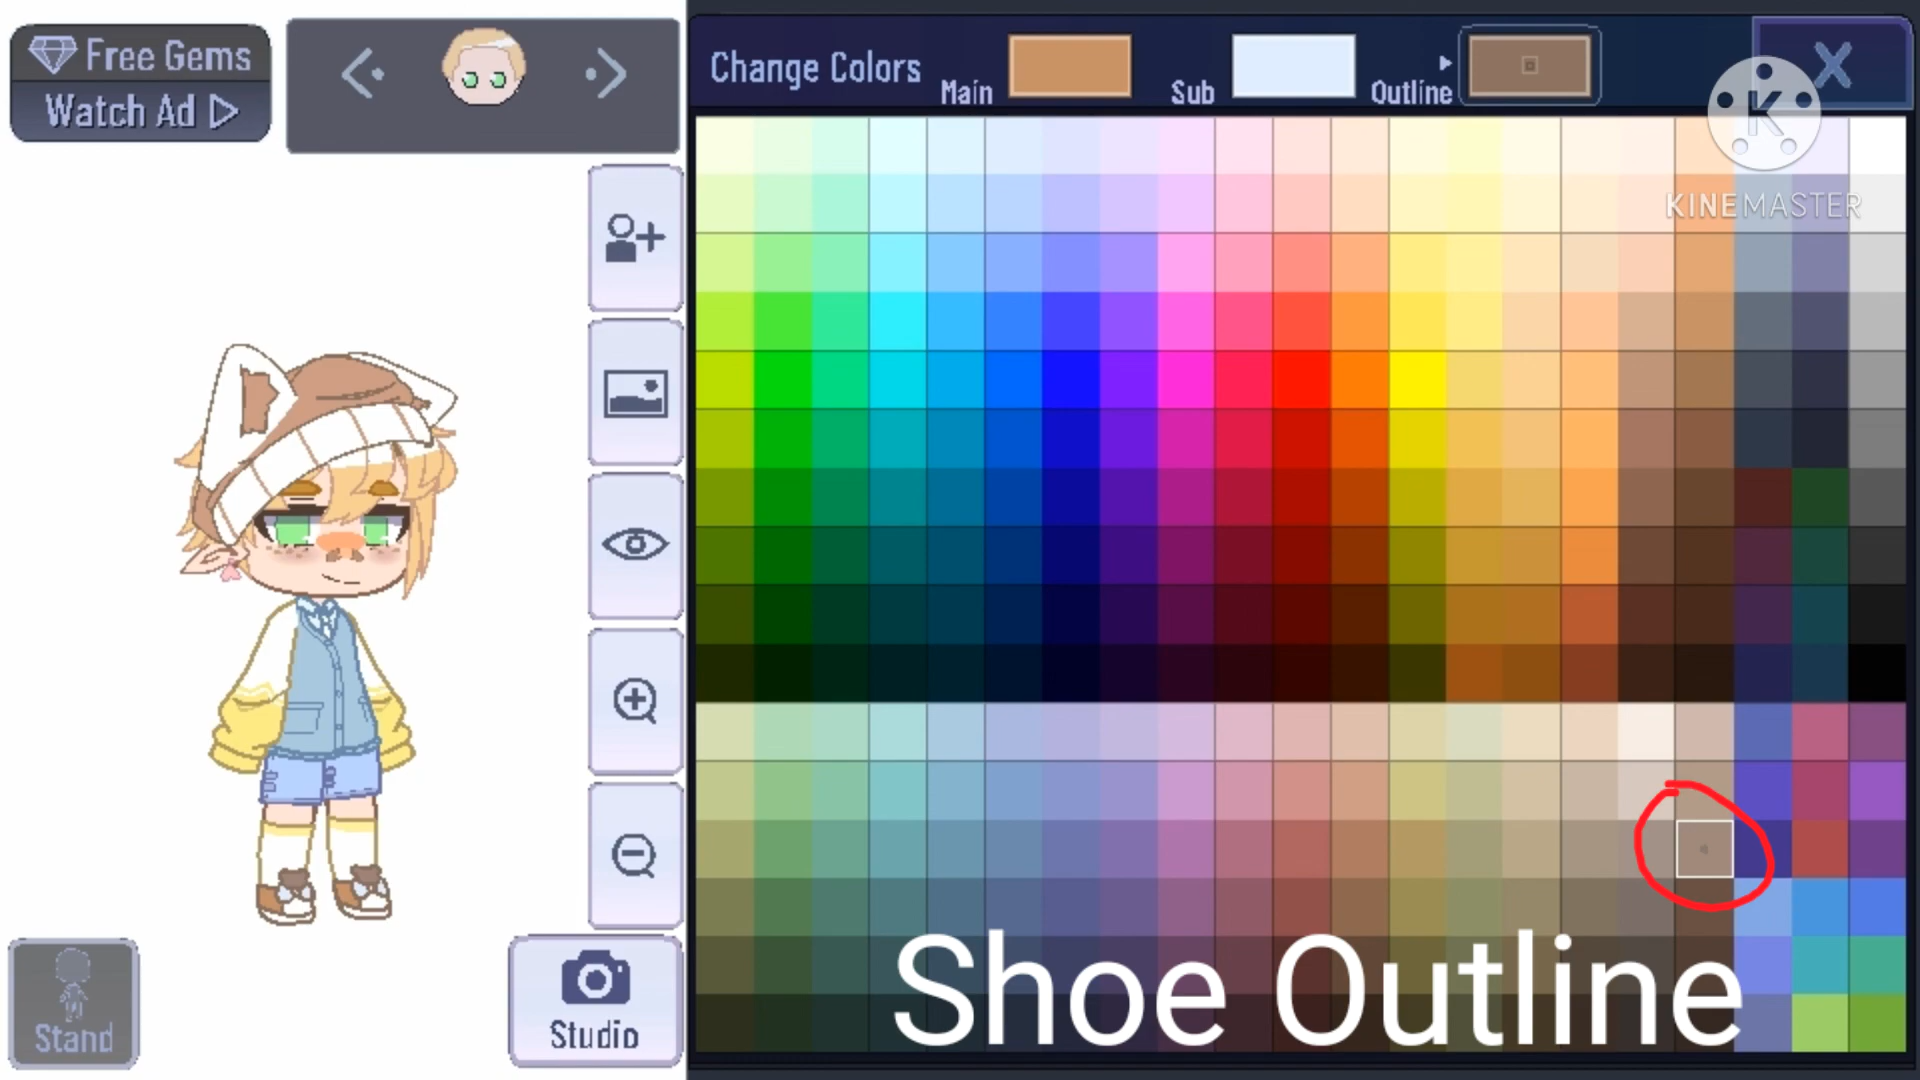 Free Gems
Watch Ad
Change Colors
Main
Sub
Outline
X
K
KINEMASTER
Studio
Stand
Shoe Outline